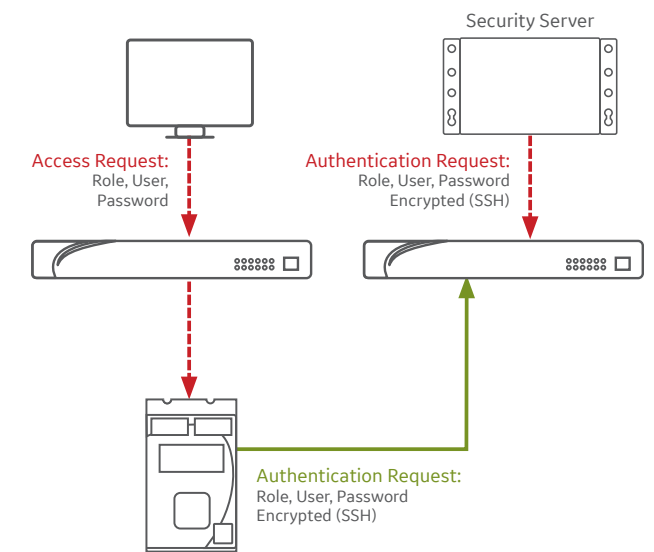 Security Server
Access Request:
Role, User,
Password
Authentication Request:
Role, User, Password
Encrypted (SSH)
Authentication Request:
Role, User, Password
Encrypted (SSH)